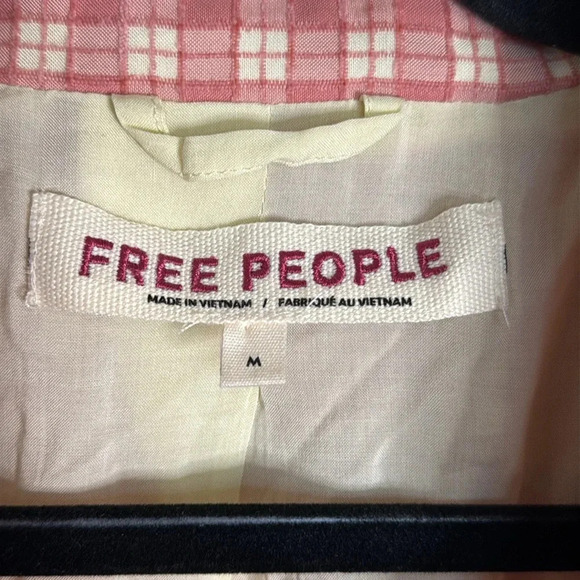 FREE PEOPLE
MADE IN VIETNAM / FABRIQUÉ AU VIETNAM
M